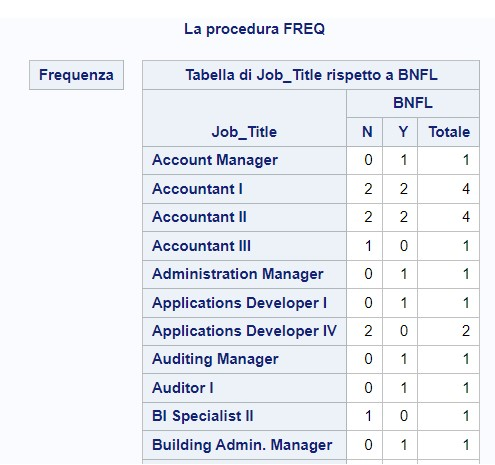 La procedura FREQ
Frequenza
Tabella di Job_Title rispetto a BNFL
BNFL
Job_Title N Y Totale
Account Manager 0 1 1
Accountant I 2 2 4
Accountant II 2 2 4
Accountant III 1 0 1
Administration Manager 0 1 1
Applications Developer I 0 1 1
Applications Developer IV 2 0 2
Auditing Manager 0 1 1
Auditor I 0 1 1
BI Specialist II 1 0 1
Building Admin. Manager 0 1 1